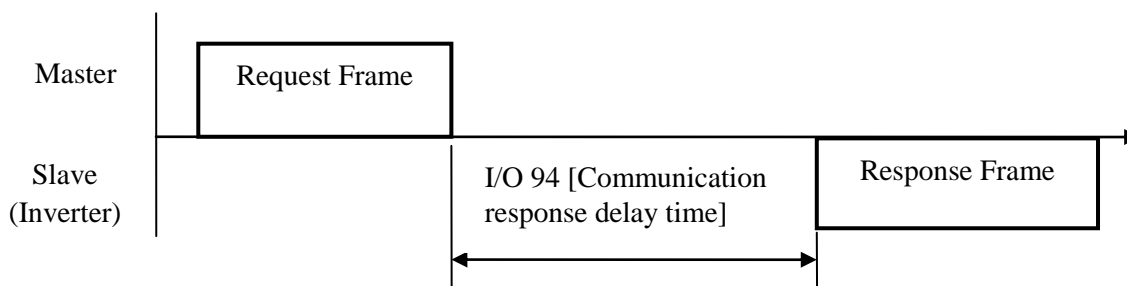 Master
Request Frame
Slave
(Inverter)
I/O 94 [Communication
response delay time]
Response Frame